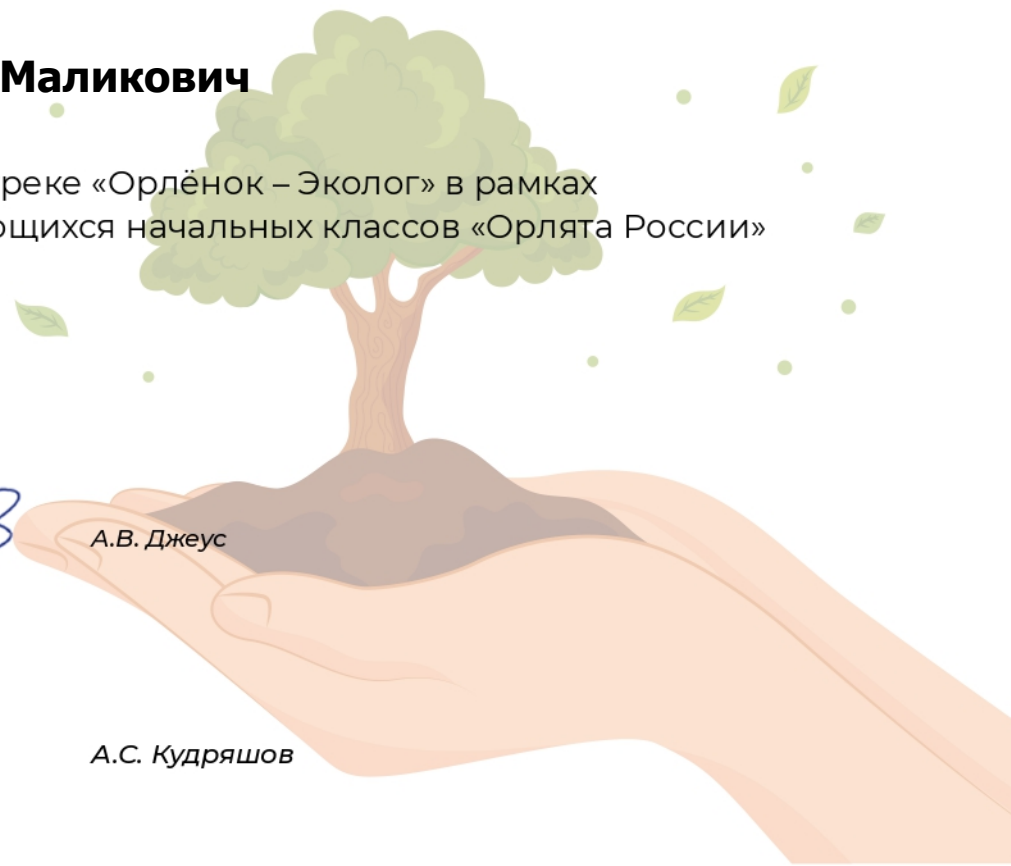 Маликович
реке «Орлёнок – Эколог» в рамках
ощихся начальных классов «Орлята России»
А.В. Джеус
А.С. Кудряшов